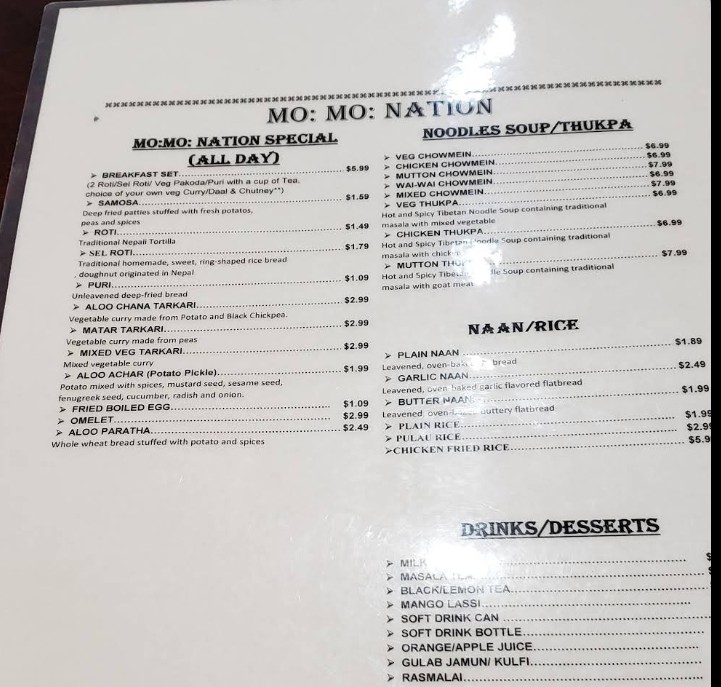 MO: MO: NATION
MO:MO: NATION SPECIAL
(ALL DAY)
➢ BREAKFAST SET..........$5.99
(2 Roti/Sel Roti/ Veg Pakoda/Puri with a cup of Tea,
choice of your own veg Curry/Daal & Chutney**)
➢ SAMOSA..........$1.59
Deep fried patties stuffed with fresh potatos,
peas and spices
➢ ROTI..........$1.49
Traditional Nepali Tortilla
➢ SEL ROTI..........$1.79
Traditional homemade, sweet, ring-shaped rice bread
, doughnut originated in Nepal
➢ PURI..........$1.09
Unleavened deep-fried bread
➢ ALOO CHANA TARKARI..........$2.99
Vegetable curry made from Potato and Black Chickpea.
➢ MATAR TARKARI..........$2.99
Vegetable curry made from peas
➢ MIXED VEG TARKARI..........$2.99
Mixed vegetable curry
➢ ALOO ACHAR (Potato Pickle)..........$1.99
Potato mixed with spices, mustard seed, sesame seed,
fenugreek seed, cucumber, radish and onion.
➢ FRIED BOILED EGG..........$1.09
➢ OMELET..........$2.99
➢ ALOO PARATHA..........$2.49
Whole wheat bread stuffed with potato and spices
NOODLES SOUP/THUKPA
➢ VEG CHOWMEIN..........$6.99
➢ CHICKEN CHOWMEIN..........$6.99
➢ MUTTON CHOWMEIN..........$7.99
➢ WAI-WAI CHOWMEIN..........$6.99
➢ MIXED CHOWMEIN..........$7.99
➢ VEG THUKPA..........$6.99
Hot and Spicy Tibetan Noodle Soup containing traditional
masala with mixed vegetable
➢ CHICKEN THUKPA..........$6.99
Hot and Spicy Tibetan Noodle Soup containing traditional
masala with
➢ MUTTON..........$7.99
Hot and Spicy Soup containing traditional
masala with goat meat
NAAN/RICE
➢ PLAIN NAAN..........$1.89
Leavened, bread
➢ GARLIC NAAN..........$2.49
Leavened, oven baked garlic flavored flatbread
➢ BUTTER NAAN..........$1.99
Leavened, buttery flatbread
➢ PLAIN RICE..........$1.99
➢ PULAU RICE..........$2.99
➢CHICKEN FRIED RICE..........$5.9
DRINKS/DESSERTS
➢ MILK
➢ MASALA
➢ BLACK/LEMON TEA..........
➢ MANGO LASSI..........
➢ SOFT DRINK CAN ..........
➢ SOFT DRINK BOTTLE..........
➢ ORANGE/APPLE JUICE..........
➢ GULAB JAMUN/ KULFI..........
➢ RASMALAI..........